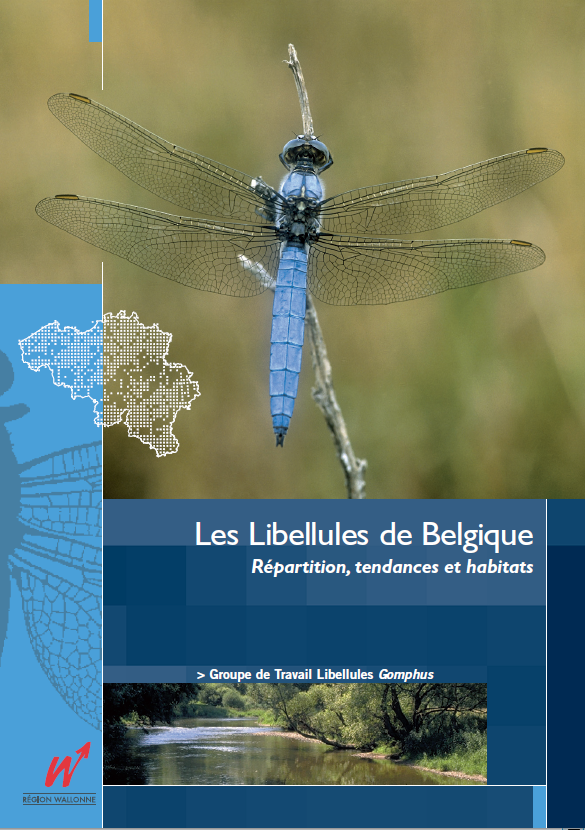 Les Libellules de Belgique
Répartition, tendances et habitats
> Groupe de Travail Libellules Gomphus
W
RÉGION WALLONNE